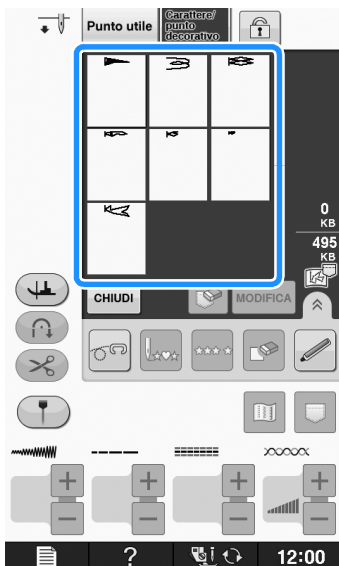 Punto utile
Carattere/
punto
decorativo
0
KB
495
KB
CHIUDI
MODIFICA
?
12:00